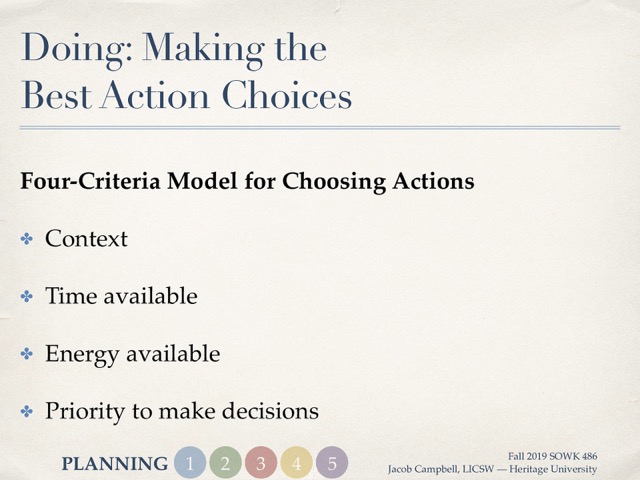 Doing: Making the
Best Action Choices
Four-Criteria Model for Choosing Actions
Context
Time available
Energy available
Priority to make decisions
PLANNING 1 2 3 4 5
Fall 2019 SOWK 486
Jacob Campbell, LICSW — Heritage University